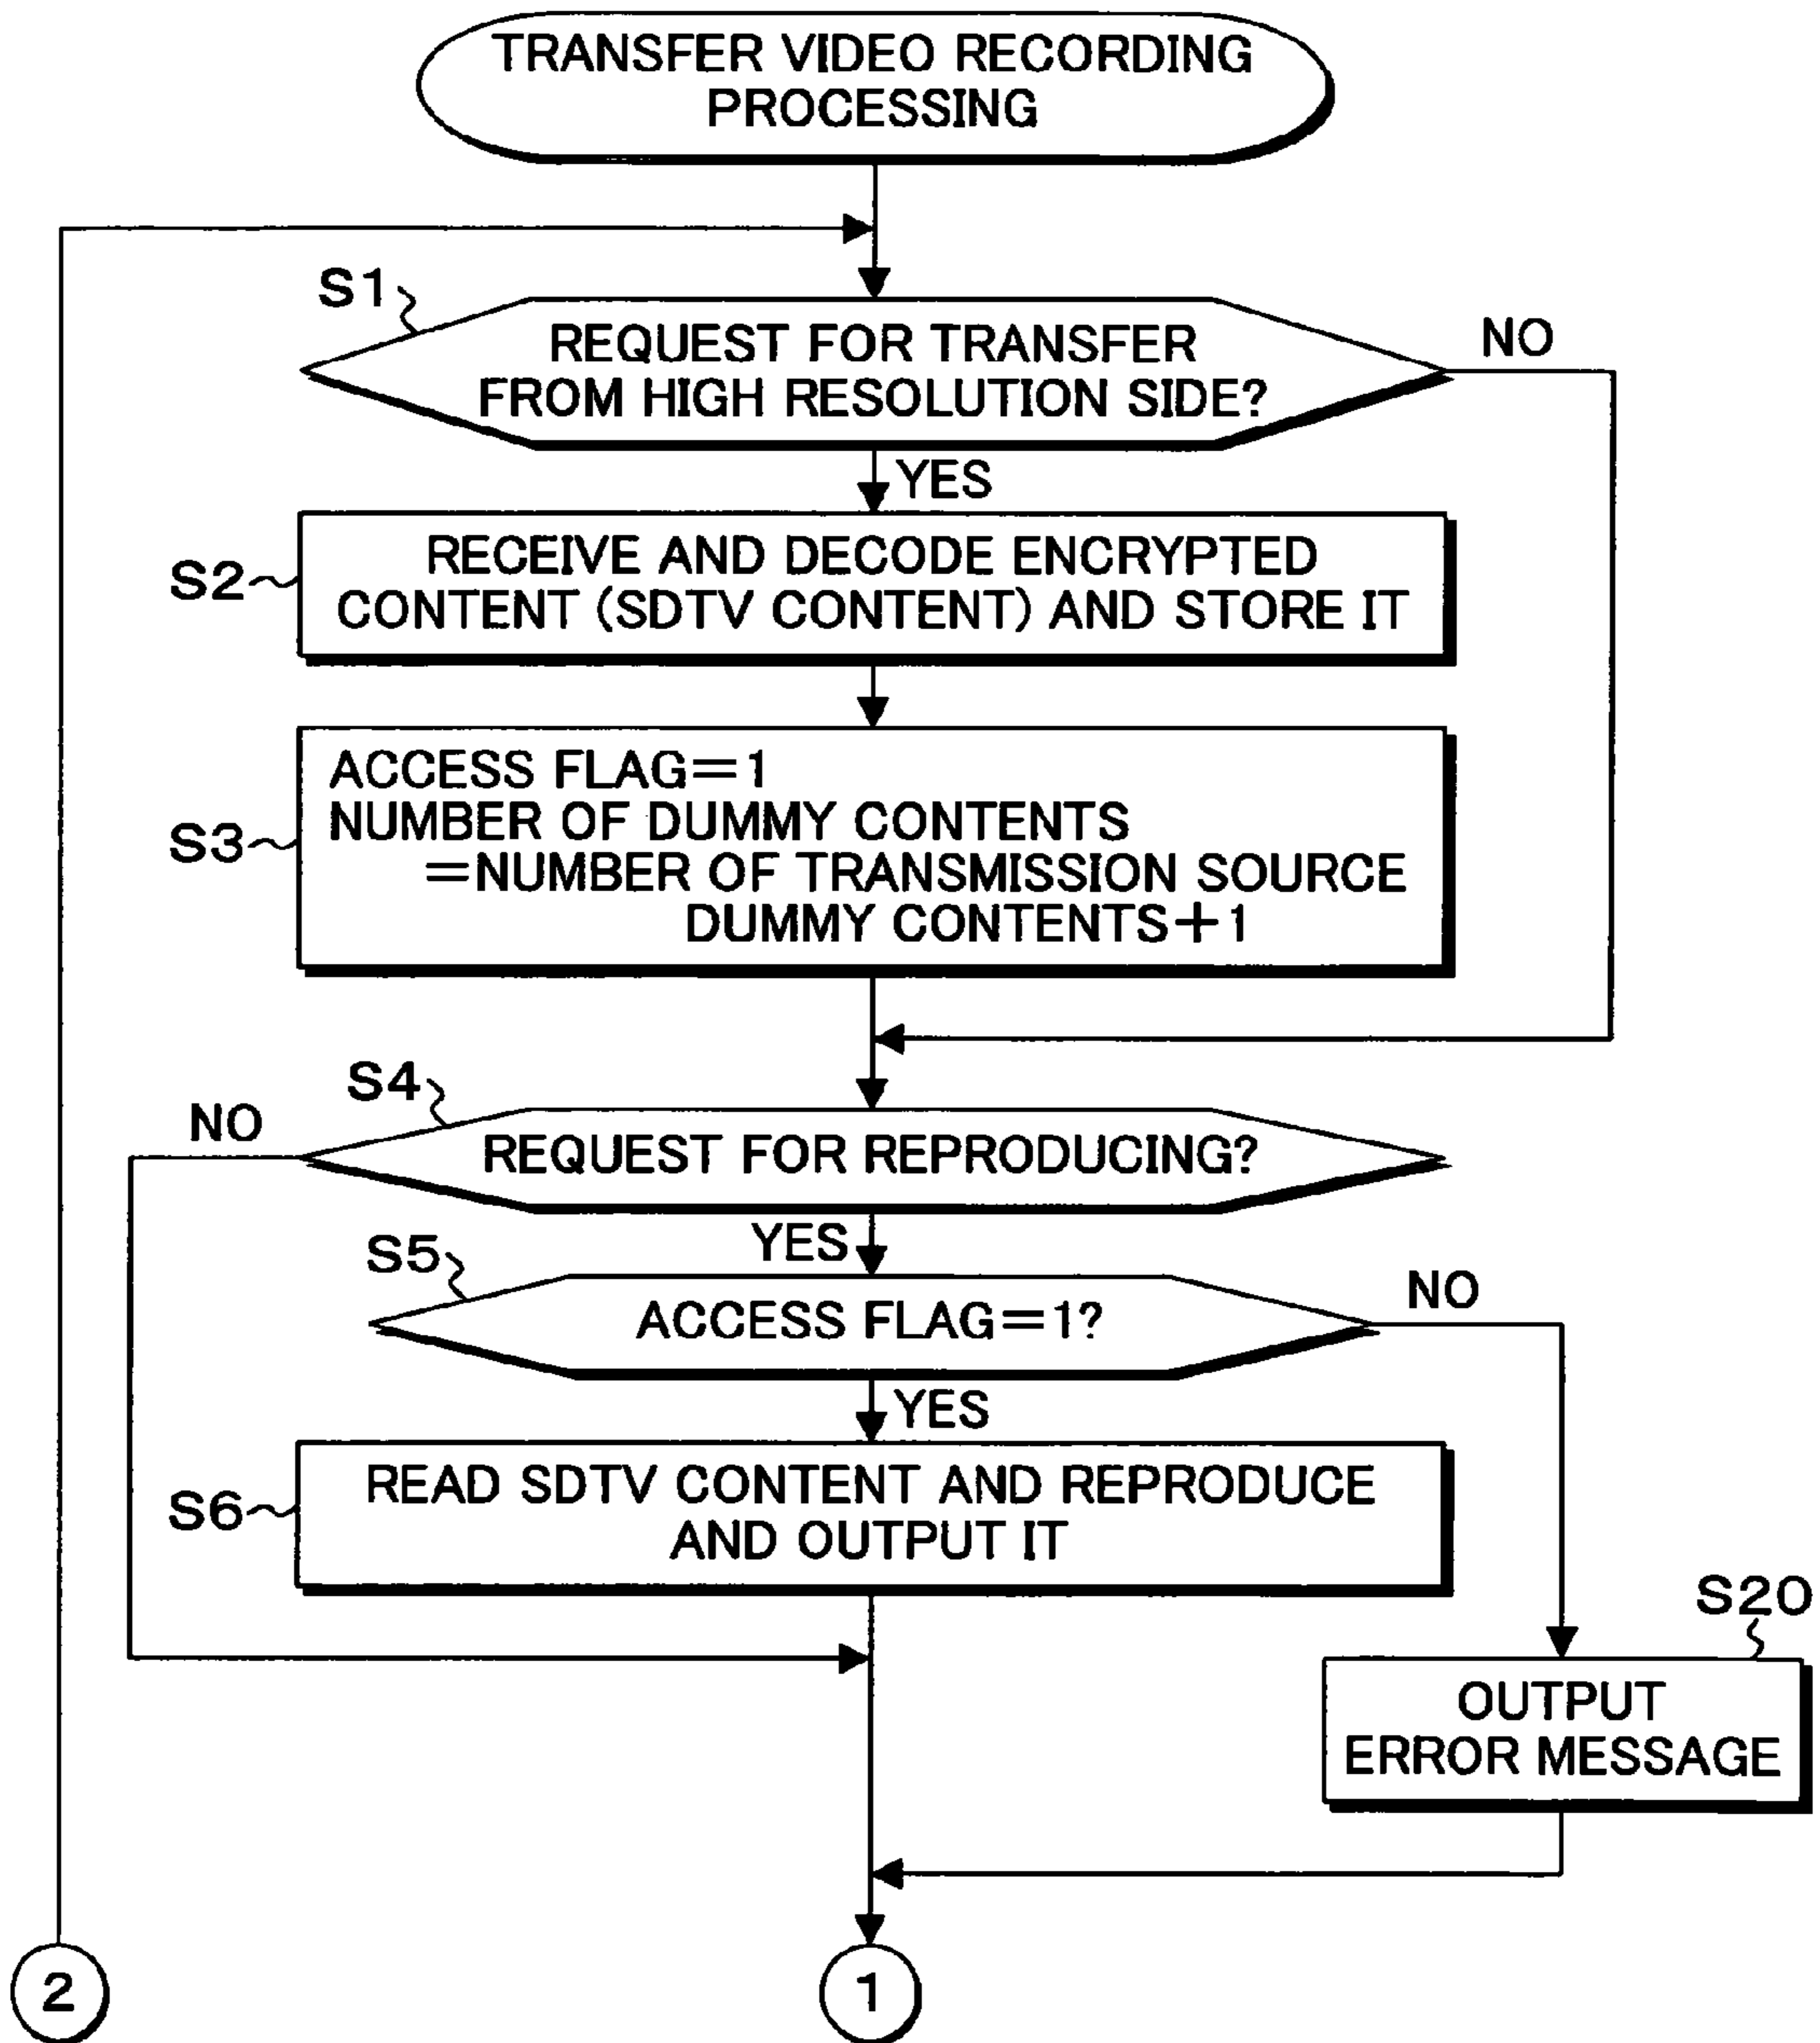 TRANSFER VIDEO RECORDING
PROCESSING
S1
REQUEST FOR TRANSFER
FROM HIGH RESOLUTION SIDE?
NO
YES
S2
RECEIVE AND DECODE ENCRYPTED
CONTENT (SDTV CONTENT) AND STORE IT
S3
ACCESS FLAG=1
NUMBER OF DUMMY CONTENTS
=NUMBER OF TRANSMISSION SOURCE
DUMMY CONTENTS+1
S4
NO
REQUEST FOR REPRODUCING?
YES
S5
ACCESS FLAG=1?
NO
YES
S6
READ SDTV CONTENT AND REPRODUCE
AND OUTPUT IT
S20
OUTPUT
ERROR MESSAGE
2
1